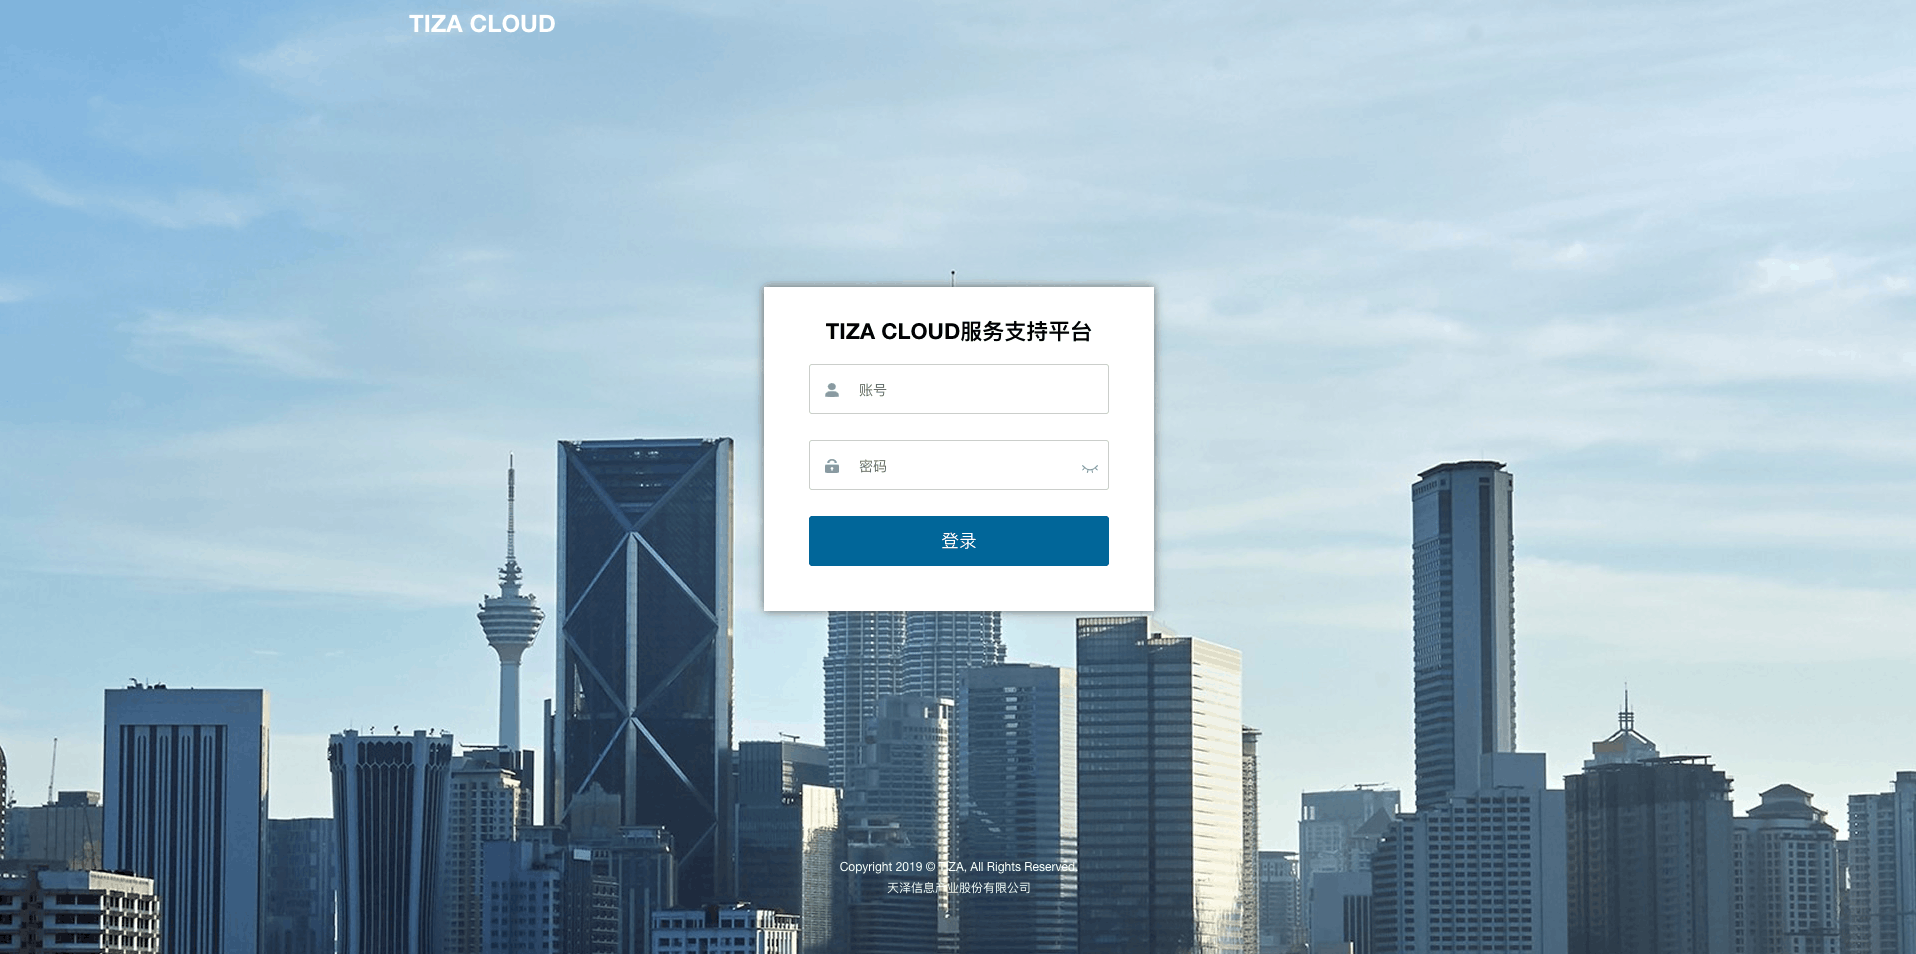 TIZA CLOUD
TIZA CLOUD服务支持平台
账号
密码
登录
Copyright 2019 © TIZA, All Rights Reserved.
天泽信息产业股份有限公司